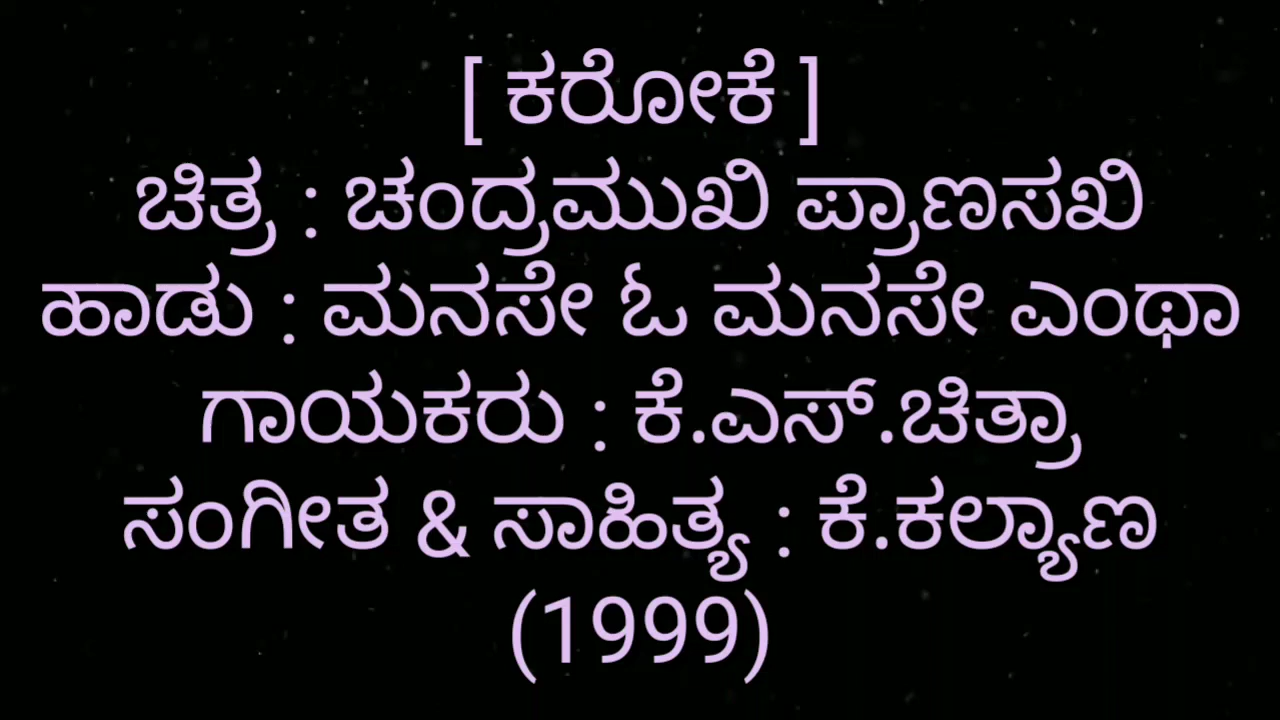 [ ಕರೋಕೆ ]
ಚಿತ್ರ : ಚಂದ್ರಮುಖಿ ಪ್ರಾಣಸಖಿ
ಹಾಡು : ಮನಸೇ ಓ ಮನಸೇ ಎಂಥಾ
ಗಾಯಕರು : ಕೆ.ಎಸ್.ಚಿತ್ರಾ
ಸಂಗೀತ & ಸಾಹಿತ್ಯ : ಕೆ.ಕಲ್ಯಾಣ
(1999)